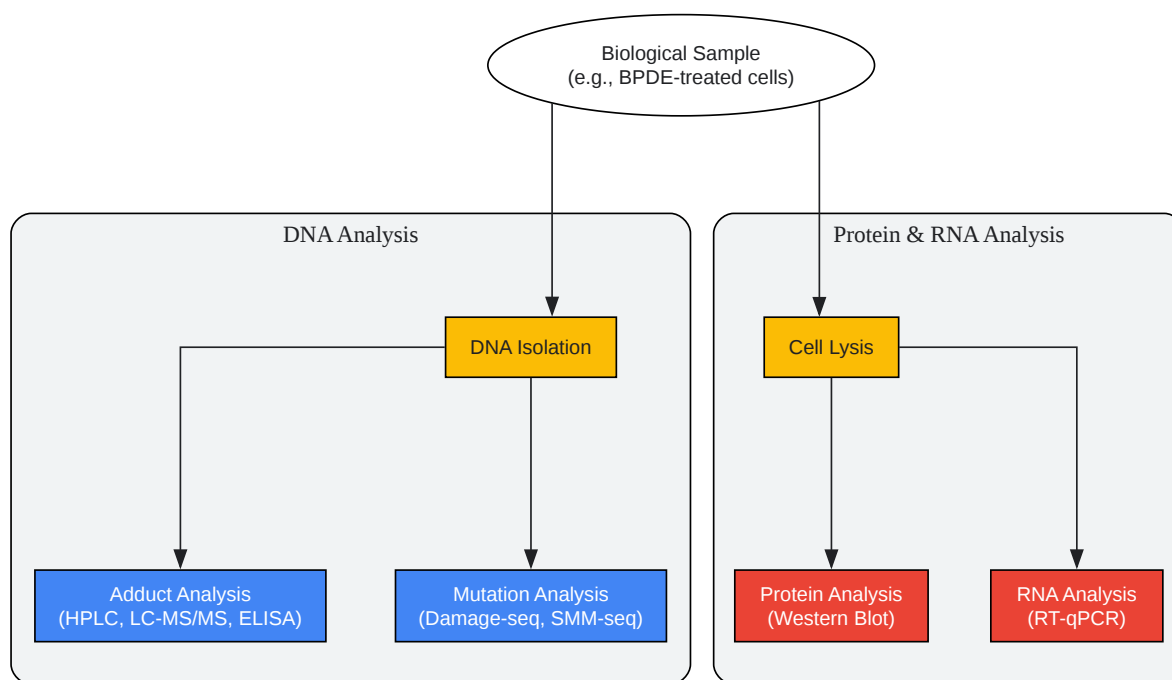 Biological Sample
(e.g., BPDE-treated cells)
DNA Analysis
Protein & RNA Analysis
DNA Isolation
Cell Lysis
Adduct Analysis
(HPLC, LC-MS/MS, ELISA)
Mutation Analysis
(Damage-seq, SMM-seq)
Protein Analysis
(Western Blot)
RNA Analysis
(RT-qPCR)